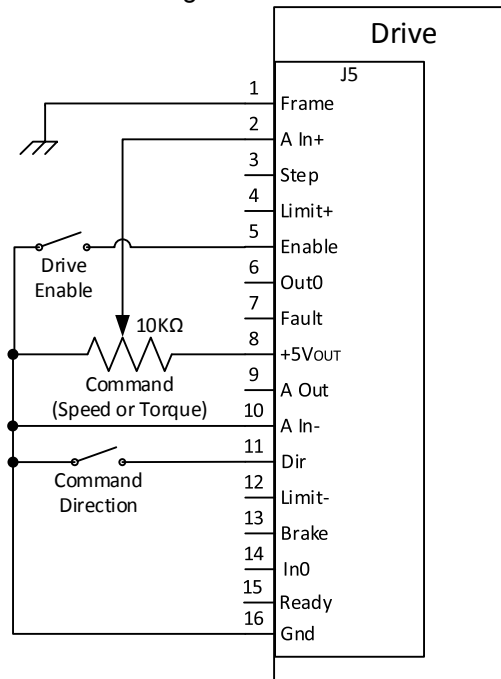 Drive
J5
1 Frame
2 A In+
3 Step
4 Limit+
5 Enable
Drive
Enable
6 Out0
7 Fault
10KΩ
8 +5VOUT
Command
(Speed or Torque)
9 A Out
10 A In-
11 Dir
Command
Direction
12 Limit-
13 Brake
14 In0
15 Ready
16 Gnd